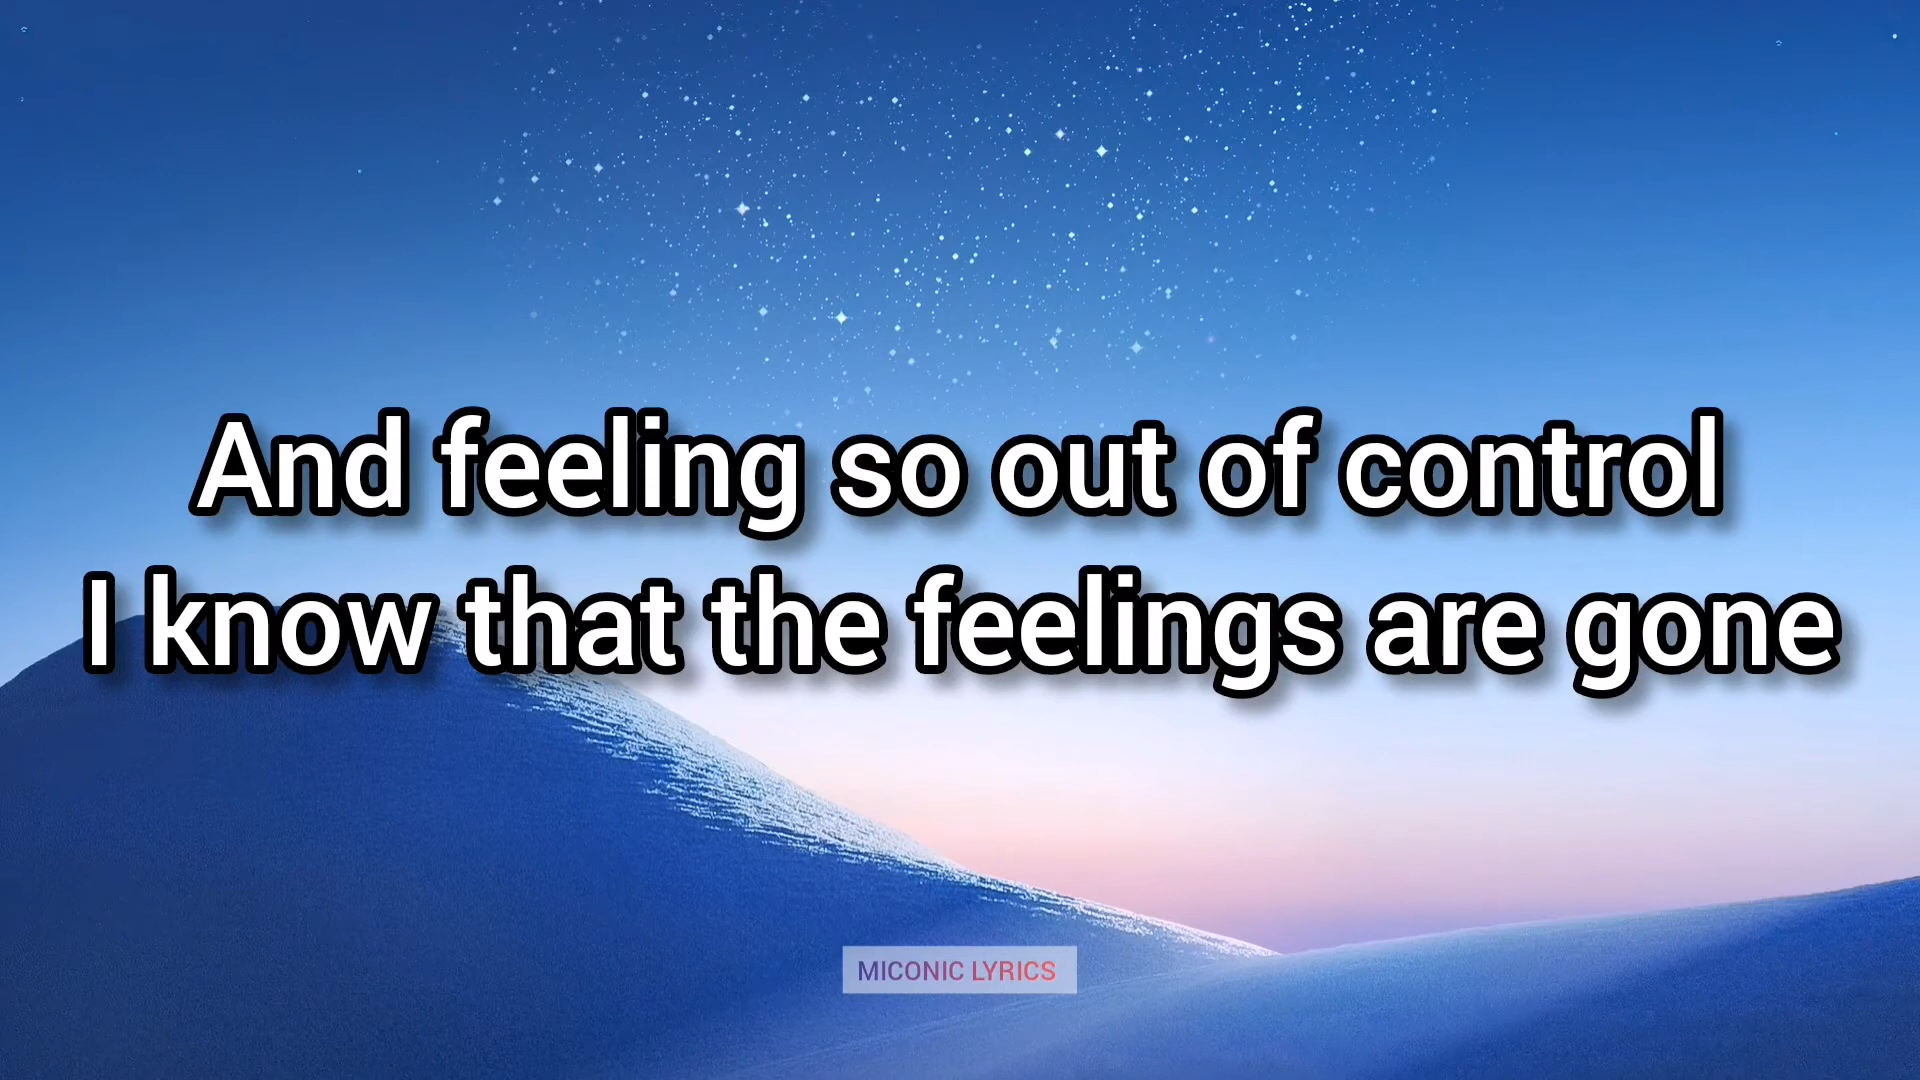 And feeling so out of control
I know that the feelings are gone
MICONIC LYRICS